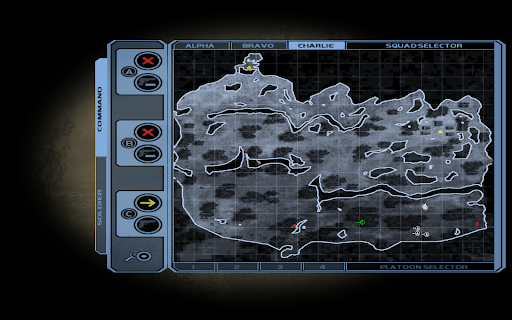 ALPHA BRAVO CHARLIE SQUAD SELECTOR
COMMAND
SOLDIER
A
B
C
1 2 3 4 PLATOON SELECTOR